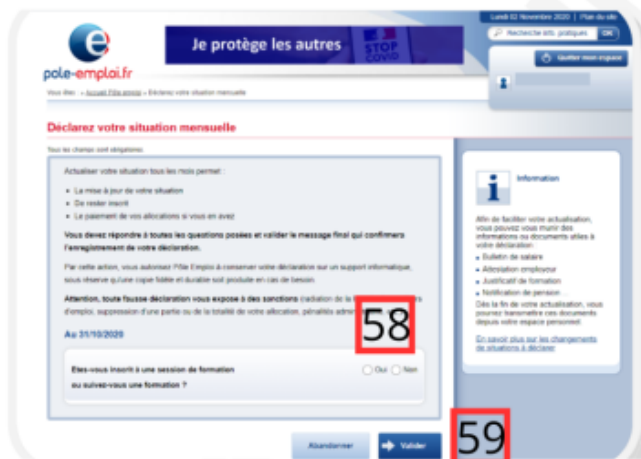 Lundi 02 Novembre 2020 | Plan du site
Recherche info. pratiques OK
Je protège les autres
STOP
COVID
Quitter mon espace
pole-emploi.fr
Vous êtes : » Accueil Pôle emploi » Déclarez votre situation mensuelle
Déclarez votre situation mensuelle
Tous les champs sont obligatoires
Actualiser votre situation tous les mois permet :
La mise à jour de votre situation
De rester inscrit
Le paiement de vos allocations si vous en avez
Vous devez répondre à toutes les questions posées et valider le message final qui confirmera
l'enregistrement de votre déclaration.
Par cette action, vous autorisez Pôle Emploi à conserver votre déclaration sur un support informatique,
sous réserve qu'une copie fidèle et durable soit produite en cas de besoin.
Attention, toute fausse déclaration vous expose à des sanctions (radiation de la
d'emploi, suppression d'une partie ou de la totalité de votre allocation, pénalités
58
Au 31/10/2020
Etes-vous inscrit à une session de formation
ou suivez-vous une formation ?
Oui Non
Abandonner
Valider
59
Information
Afin de faciliter votre actualisation,
vous pouvez vous munir des
informations ou documents utiles à
votre déclaration :
Bulletin de salaire
Attestation employeur
Justificatif de formation
Notification de pension ...
Dès la fin de votre actualisation, vous
pourrez transmettre ces documents
depuis votre espace personnel.
En savoir plus sur les changements
de situations à déclarer